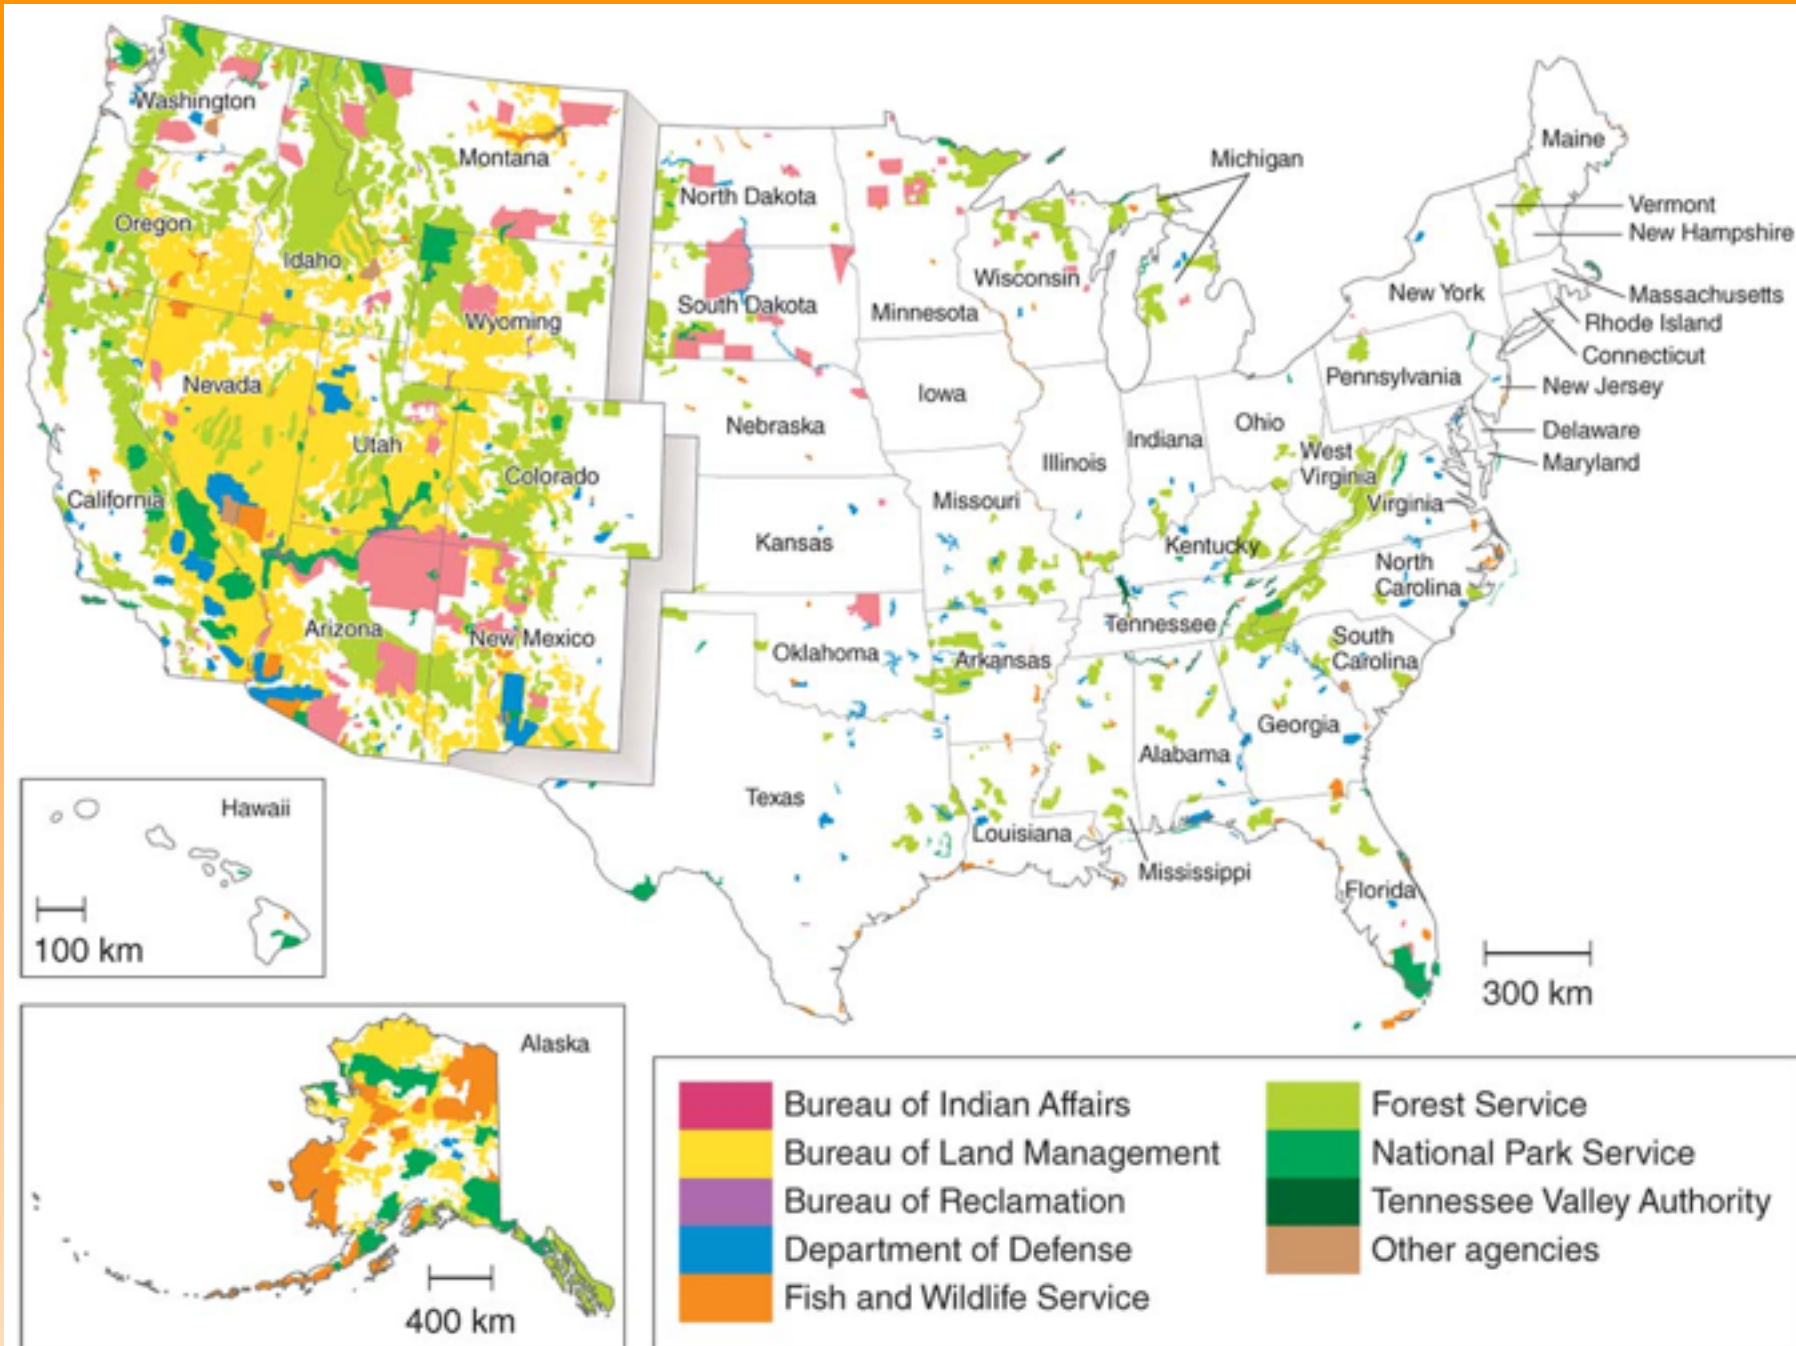 Washington
Montana
Oregon
Idaho
Wyoming
Nevada
Utah
Colorado
California
Arizona
New Mexico
North Dakota
South Dakota
Nebraska
Kansas
Oklahoma
Texas
Minnesota
Iowa
Missouri
Arkansas
Louisiana
Wisconsin
Michigan
Illinois
Indiana
Ohio
Kentucky
Tennessee
Mississippi
Alabama
Georgia
Florida
South
Carolina
North
Carolina
Virginia
West
Virginia
Pennsylvania
New York
Maine
Vermont
New Hampshire
Massachusetts
Rhode Island
Connecticut
New Jersey
Delaware
Maryland
Hawaii
100 km
300 km
Alaska
400 km
Bureau of Indian Affairs
Bureau of Land Management
Bureau of Reclamation
Department of Defense
Fish and Wildlife Service
Forest Service
National Park Service
Tennessee Valley Authority
Other agencies